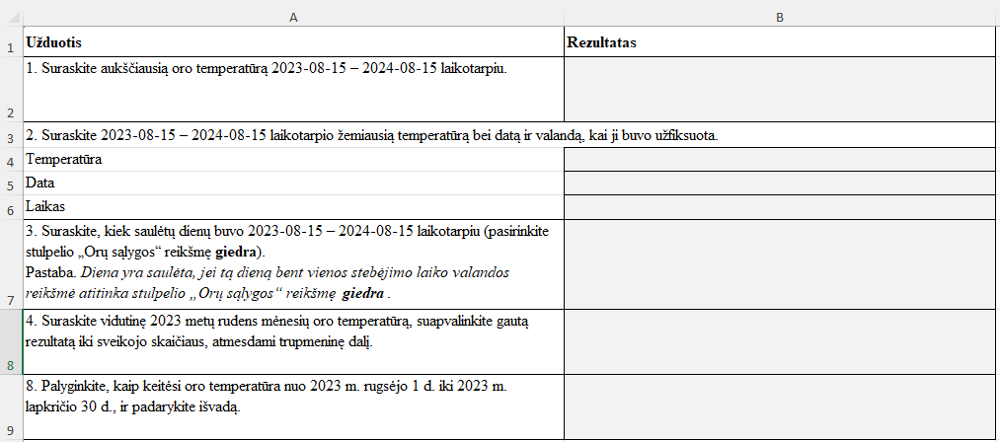 A B
1 Užduotis Rezultatas
2 1. Suraskite aukščiausią oro temperatūrą 2023-08-15 – 2024-08-15 laikotarpiu.
3 2. Suraskite 2023-08-15 – 2024-08-15 laikotarpio žemiausią temperatūrą bei datą ir valandą, kai ji buvo užfiksuota.
4 Temperatūra
5 Data
6 Laikas
3. Suraskite, kiek saulėtų dienų buvo 2023-08-15 – 2024-08-15 laikotarpiu (pasirinkite
stulpelio „Orų sąlygos“ reikšmę giedra).
Pastaba. Diena yra saulėta, jei tą dieną bent vienos stebėjimo laiko valandos
7 reikšmė atitinka stulpelio „Orų sąlygos“ reikšmę giedra .
4. Suraskite vidutinę 2023 metų rudens mėnesių oro temperatūrą, suapvalinkite gautą
rezultatą iki sveikojo skaičiaus, atmesdami trupmeninę dalį.
8
8. Palyginkite, kaip keitėsi oro temperatūra nuo 2023 m. rugsėjo 1 d. iki 2023 m.
lapkričio 30 d., ir padarykite išvadą.
9